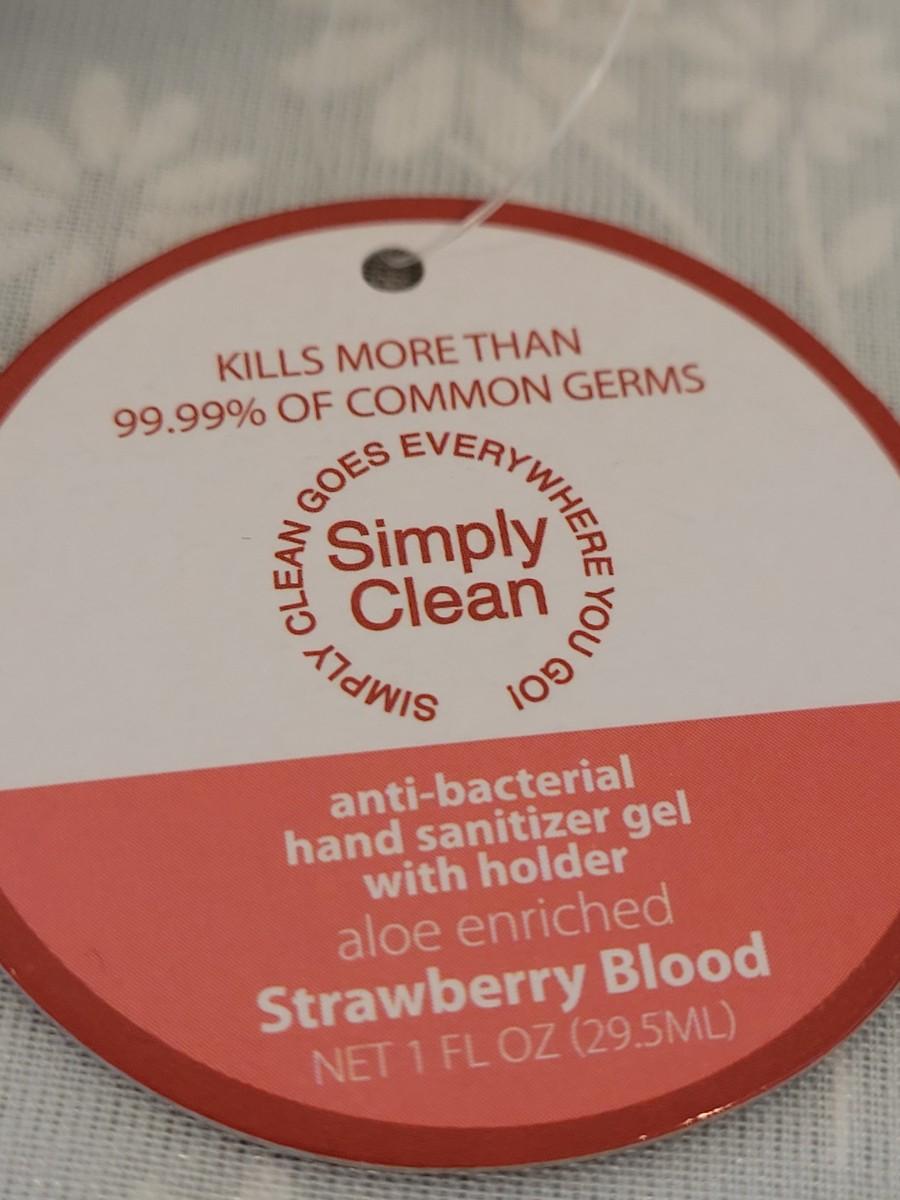 KILLS MORE THAN
99.99% OF COMMON GERMS
SIMPLY CLEAN GOES EVERYWHERE YOU GO!
Simply
Clean
anti-bacterial
hand sanitizer gel
with holder
aloe enriched
Strawberry Blood
NET 1 FL OZ (29.5ML)